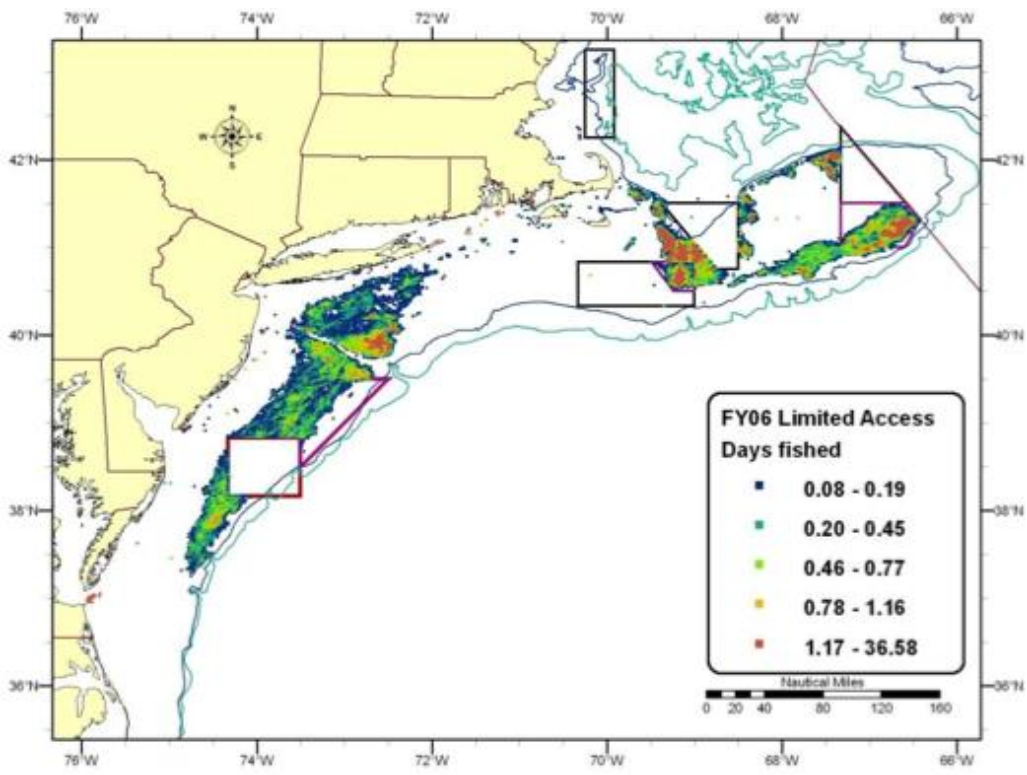 76°W 74°W 72°W 70°W 68°W 66°W
N
W E
S
42°N 42°N
40°N 40°N
38°N 38°N
36°N 36°N
FY06 Limited Access
Days fished
0.08 - 0.19
0.20 - 0.45
0.46 - 0.77
0.78 - 1.16
1.17 - 36.58
Nautical Miles
0 20 40 80 120 160
76°W 74°W 72°W 70°W 68°W 66°W